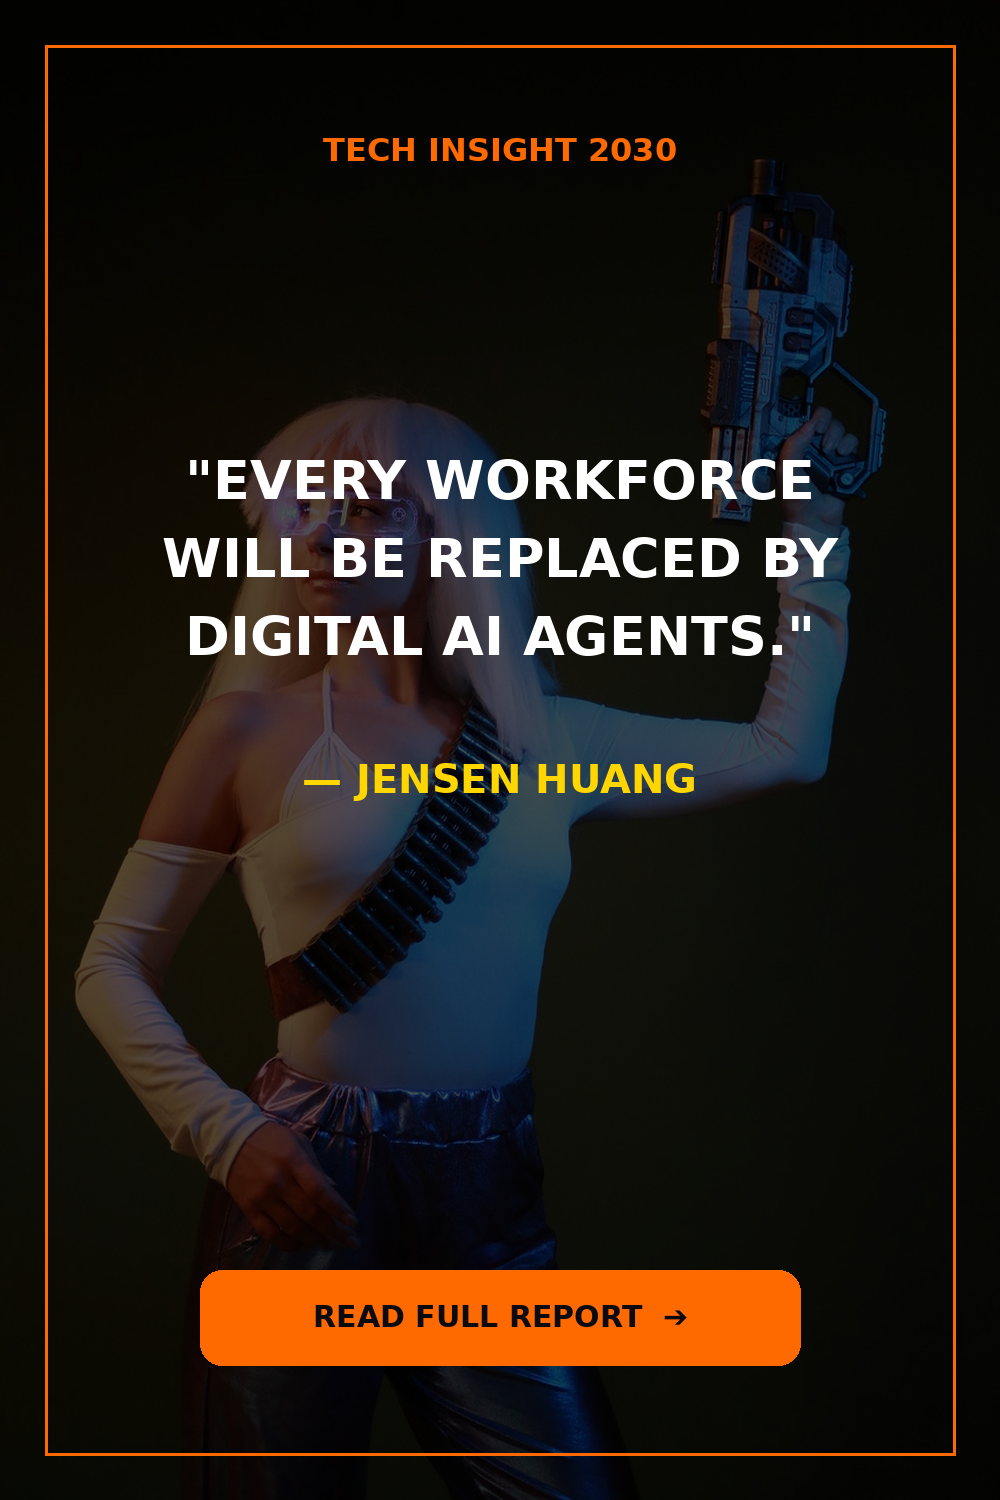 TECH INSIGHT 2030
"EVERY WORKFORCE
WILL BE REPLACED BY
DIGITAL AI AGENTS."
— JENSEN HUANG
READ FULL REPORT ➔